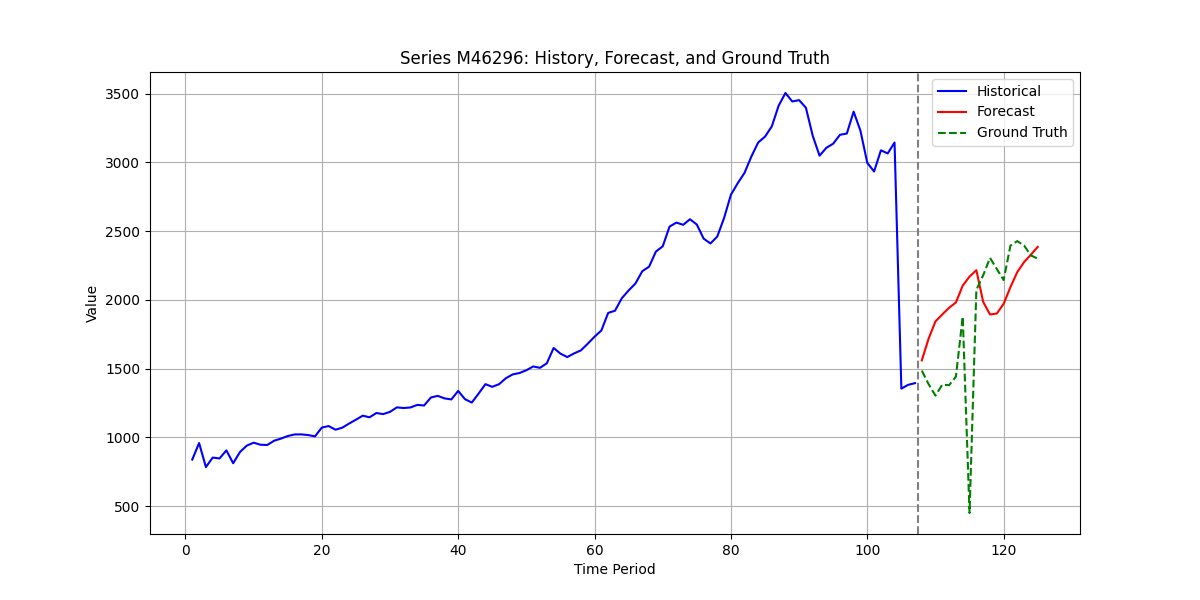 Series M46296: History, Forecast, and Ground Truth
Historical
Forecast
Ground Truth
3500
3000
2500
2000
1500
1000
500
Value
0 20 40 60 80 100 120
Time Period